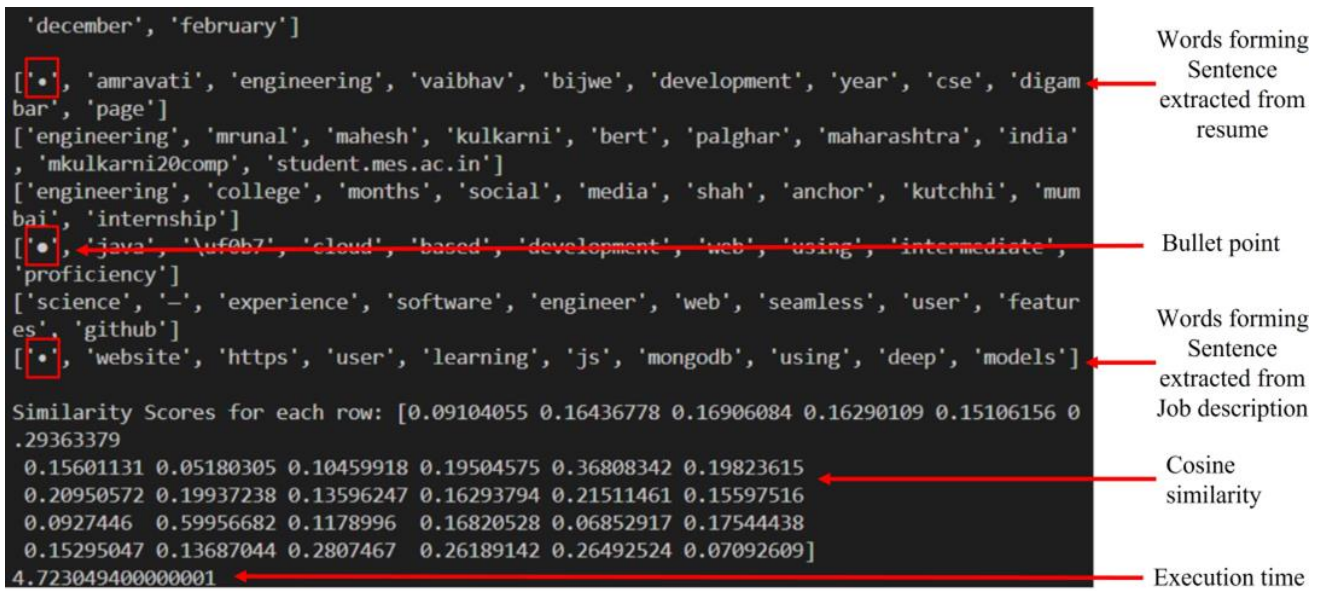 'december', 'february']
['•', 'amravati', 'engineering', 'vaibhav', 'bijwe', 'development', 'year', 'cse', 'digam
bar', 'page']
['engineering', 'mrunal', 'mahesh', 'kulkarni', 'bert', 'palghar', 'maharashtra', 'india'
, 'mkulkarni20comp', 'student.mes.ac.in']
['engineering', 'college', 'months', 'social', 'media', 'shah', 'anchor', 'kutchhi', 'mum
bai', 'internship']
['●', 'java', '\uf0b7', 'cloud', 'based', 'development', 'web', 'using', 'intermediate',
'proficiency']
['science', '–', 'experience', 'software', 'engineer', 'web', 'seamless', 'user', 'featur
es', 'github']
['•', 'website', 'https', 'user', 'learning', 'js', 'mongodb', 'using', 'deep', 'models']
Similarity Scores for each row: [0.09104055 0.16436778 0.16906084 0.16290109 0.15106156 0
.29363379
0.15601131 0.05180305 0.10459918 0.19504575 0.36808342 0.19823615
0.20950572 0.19937238 0.13596247 0.16293794 0.21511461 0.15597516
0.0927446 0.59956682 0.1178996 0.16820528 0.06852917 0.17544438
0.15295047 0.13687044 0.2807467 0.26189142 0.26492524 0.07092609]
4.723049400000001
Words forming
Sentence
extracted from
resume
Bullet point
Words forming
Sentence
extracted from
Job description
Cosine
similarity
Execution time